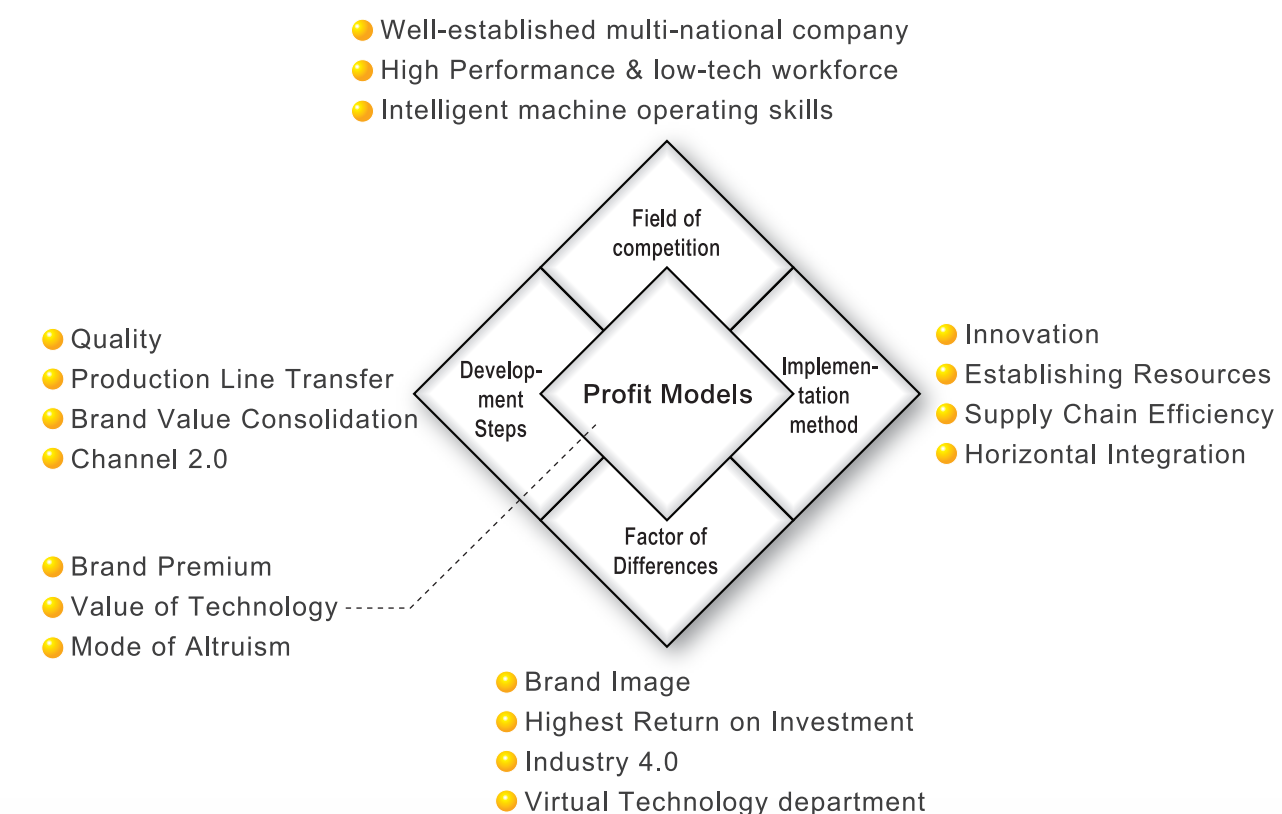 Well-established multi-national company
High Performance & low-tech workforce
Intelligent machine operating skills
Field of
competition
Quality
Production Line Transfer
Brand Value Consolidation
Channel 2.0
Develop-
ment
Steps
Profit Models
Implemen-
tation
method
Innovation
Establishing Resources
Supply Chain Efficiency
Horizontal Integration
Factor of
Differences
Brand Premium
Value of Technology
Mode of Altruism
Brand Image
Highest Return on Investment
Industry 4.0
Virtual Technology department